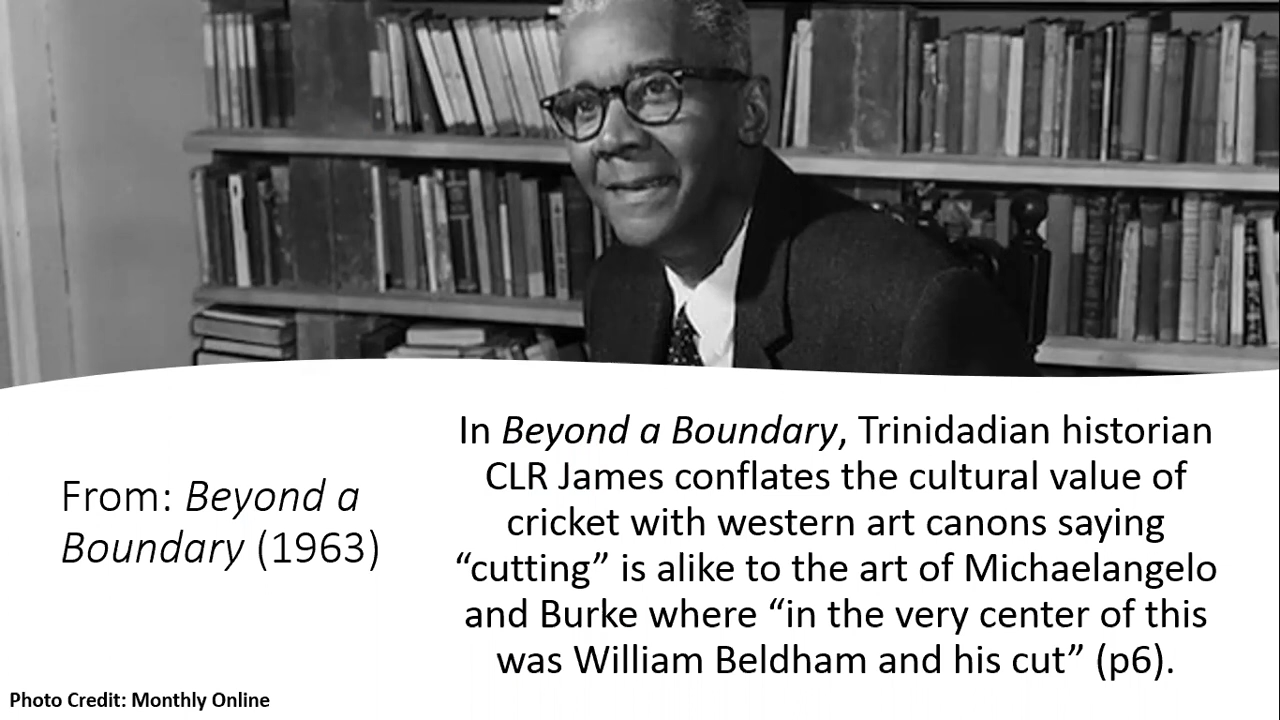 From: Beyond a
Boundary (1963)
In Beyond a Boundary, Trinidadian historian
CLR James conflates the cultural value of
cricket with western art canons saying
“cutting” is alike to the art of Michaelangelo
and Burke where “in the very center of this
was William Beldham and his cut” (p6).
Photo Credit: Monthly Online